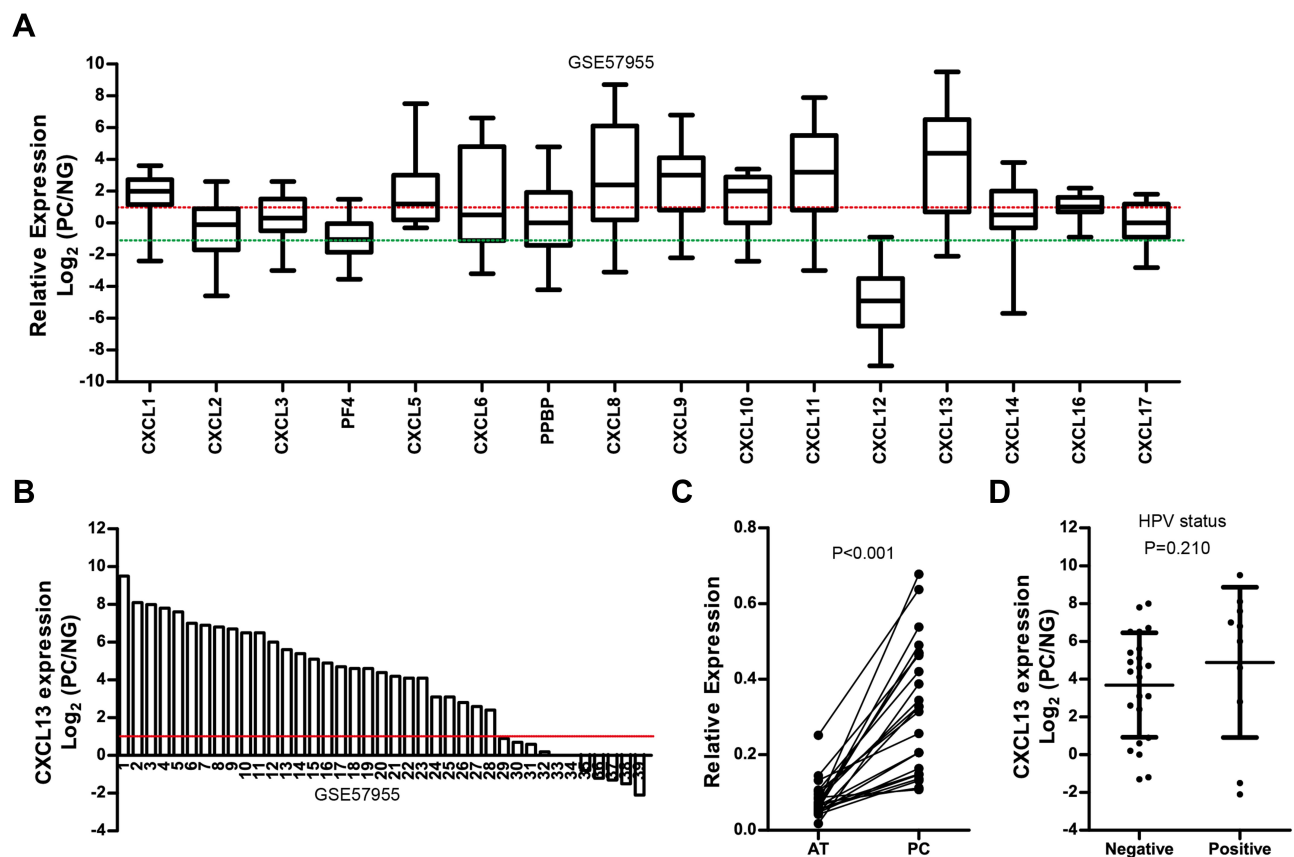 A
GSE57955
Relative Expression
Log2 (PC/NG)
10
8
6
4
2
0
-2
-4
-6
-8
-10
CXCL1
CXCL2
CXCL3
PF4
CXCL5
CXCL6
PPBP
CXCL8
CXCL9
CXCL10
CXCL11
CXCL12
CXCL13
CXCL14
CXCL16
CXCL17
B
CXCL13 expression
Log2 (PC/NG)
12
10
8
6
4
2
0
-2
-4
1 2 3 4 5 6 7 8 9 10 11 12 13 14 15 16 17 18 19 20 21 22 23 24 25 26 27 28 29 30 31 32 33 34 35 36 37 38 39
GSE57955
C
Relative Expression
0.8
0.6
0.4
0.2
0.0
P<0.001
AT PC
D
CXCL13 expression
Log2 (PC/NG)
12
10
8
6
4
2
0
-2
-4
HPV status
P=0.210
Negative Positive